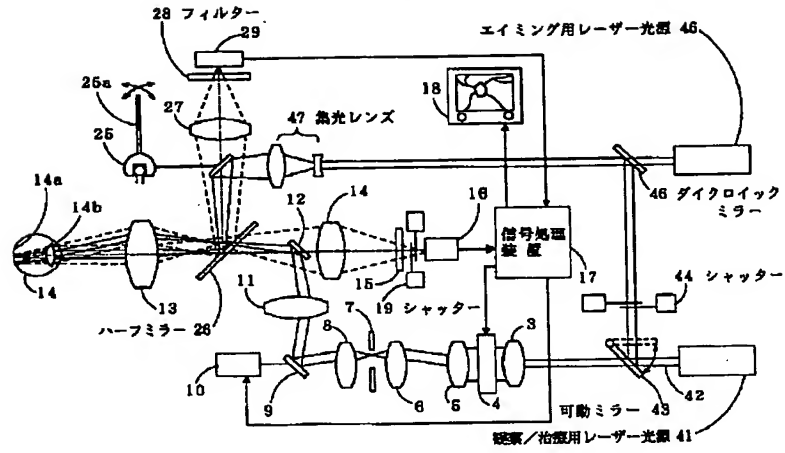 28 フィルター
29
エイミング用レーザー光源 45
25a
18
27
47 集光レンズ
25
46 ダイクロイック
ミラー
14a
14b
12
14
16
信号処理
装置
17
14
13
15
19 シャッター
44 シャッター
11
ハーフミラー 26
7
8
3
10
9
6
5
4
42
可動ミラー 43
観察/治療用レーザー光源 41